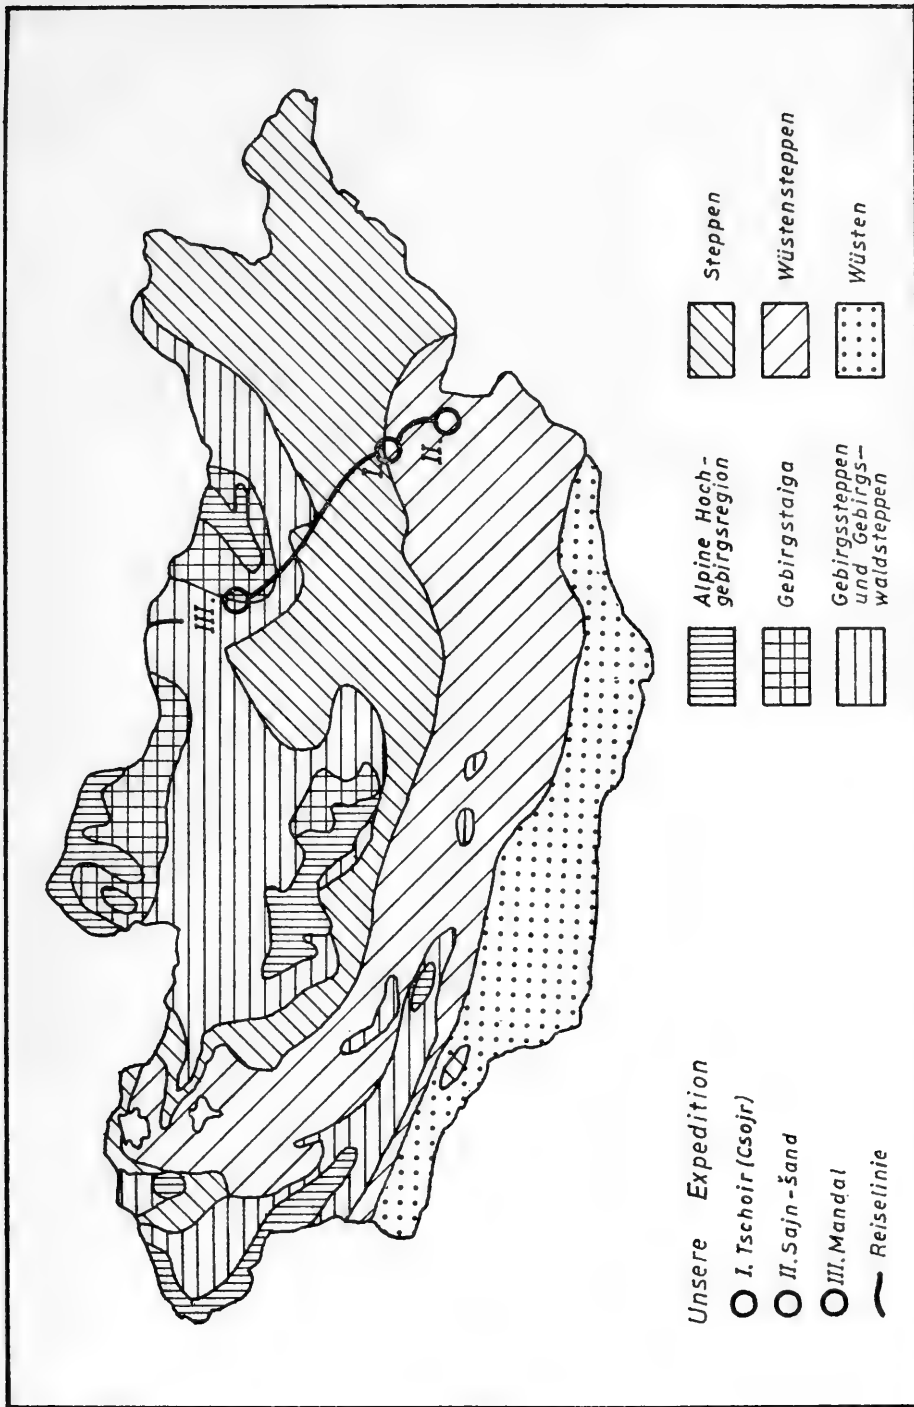 III.
I.
II.
Unsere Expedition
I. Tschoir (Csojr)
II. Sajn-Šand
III. Mandal
Reiselinie
Alpine Hoch-
gebirgsregion
Gebirgstaiga
Gebirgssteppen
und Gebirgs-
waldsteppen
Steppen
Wüstensteppen
Wüsten